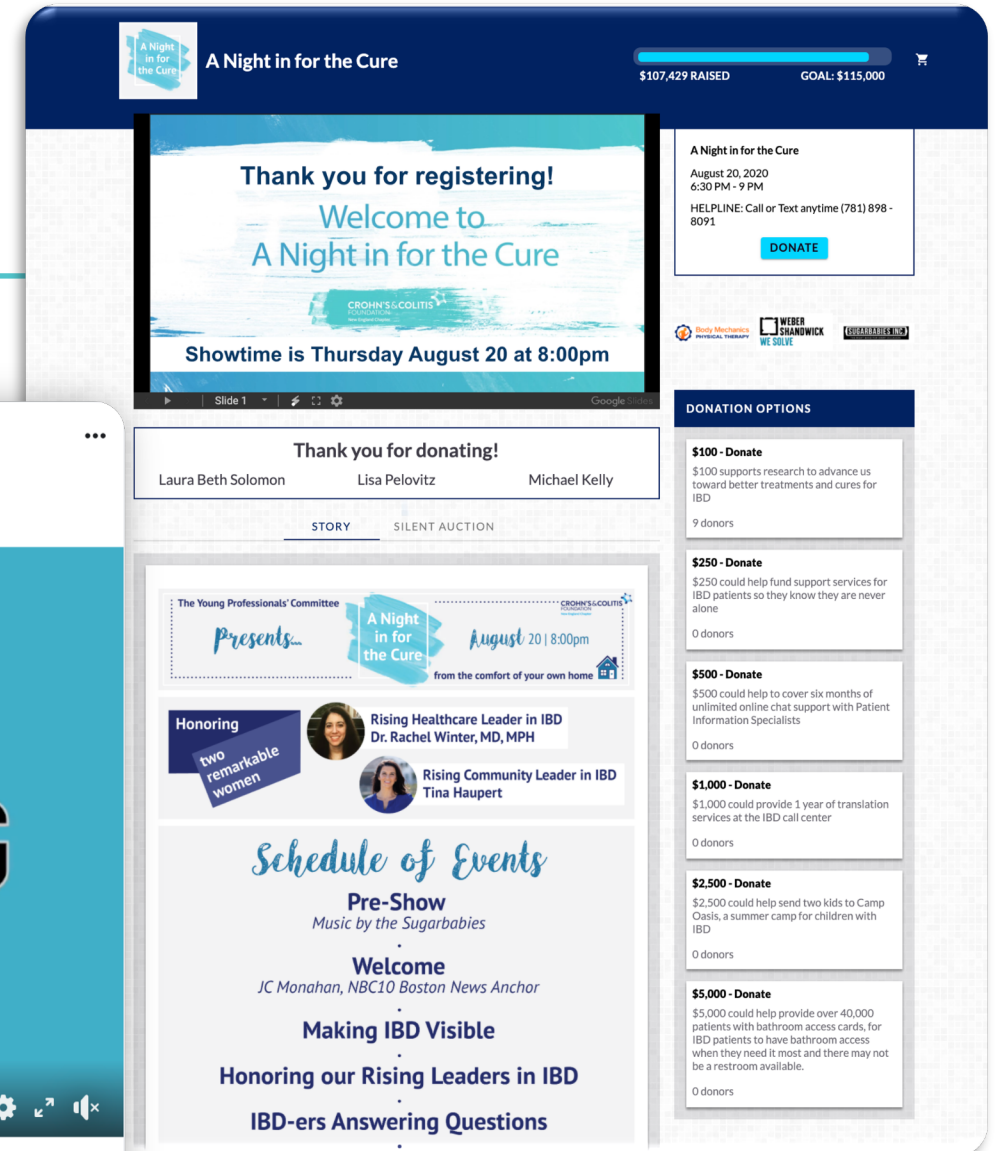 A Night
in for
the Cure
A Night in for the Cure
$107,429 RAISED
GOAL: $115,000
Thank you for registering!
Welcome to
A Night in for the Cure
CROHN'S & COLITIS
FOUNDATION
New England Chapter
Showtime is Thursday August 20 at 8:00pm
Slide 1
Google Slides
A Night in for the Cure
August 20, 2020
6:30 PM - 9 PM
HELPLINE: Call or Text anytime (781) 898 -
8091
DONATE
Body Mechanics
PHYSICAL THERAPY
WEBER
SHANDWICK
WE SOLVE
SUGARBABIES INC
Thank you for donating!
Laura Beth Solomon
Lisa Pelovitz
Michael Kelly
STORY
SILENT AUCTION
The Young Professionals' Committee
Presents...
A Night
in for
the Cure
CROHN'S & COLITIS
FOUNDATION
New England Chapter
August 20 | 8:00pm
from the comfort of your own home
Honoring
two
remarkable
women
Rising Healthcare Leader in IBD
Dr. Rachel Winter, MD, MPH
Rising Community Leader in IBD
Tina Haupert
Schedule of Events
Pre-Show
Music by the Sugarbabies
Welcome
JC Monahan, NBC10 Boston News Anchor
Making IBD Visible
Honoring our Rising Leaders in IBD
IBD-ers Answering Questions
DONATION OPTIONS
$100 - Donate
$100 supports research to advance us
toward better treatments and cures for
IBD
9 donors
$250 - Donate
$250 could help fund support services for
IBD patients so they know they are never
alone
0 donors
$500 - Donate
$500 could help to cover six months of
unlimited online chat support with Patient
Information Specialists
0 donors
$1,000 - Donate
$1,000 could provide 1 year of translation
services at the IBD call center
0 donors
$2,500 - Donate
$2,500 could help send two kids to Camp
Oasis, a summer camp for children with
IBD
0 donors
$5,000 - Donate
$5,000 could help provide over 40,000
patients with bathroom access cards, for
IBD patients to have bathroom access
when they need it most and there may not
be a restroom available.
0 donors